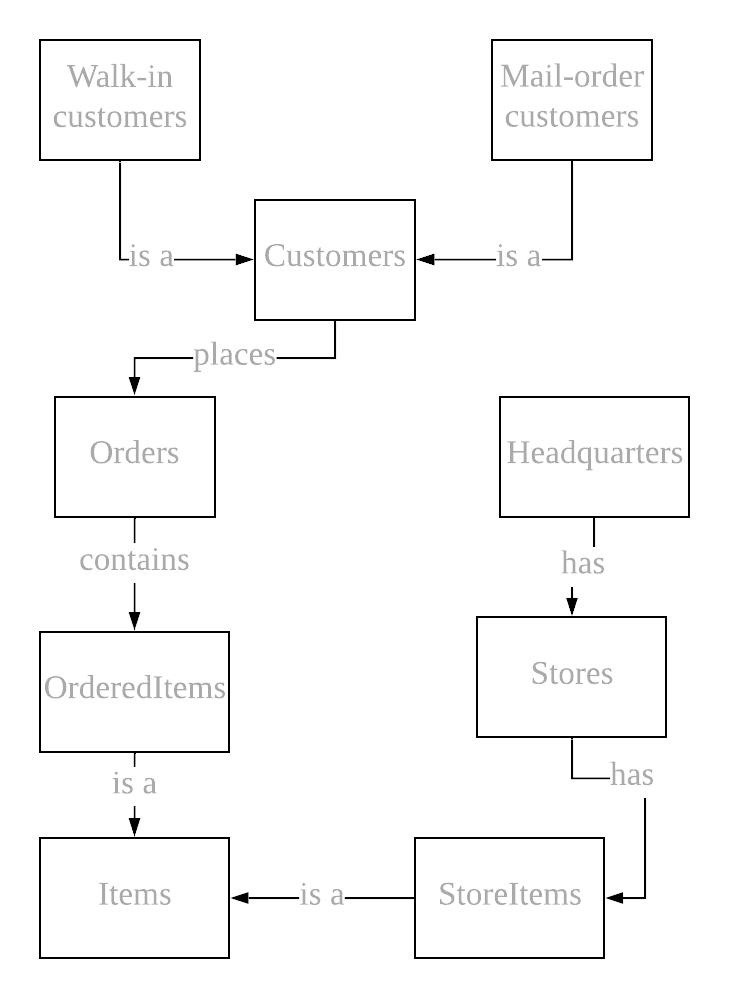 Walk-in
customers
Mail-order
customers
is a
Customers
is a
places
Orders
Headquarters
contains
has
OrderedItems
Stores
is a
has
Items
is a
StoreItems